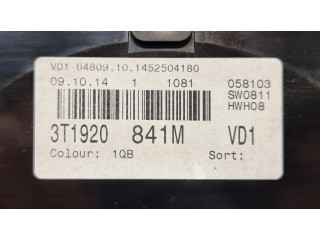 VD1-04809.10,1452504180
09.10.14 1 1081 058103
SW0811
HWH08
3T1920 841M VD1
Colour: 1QB Sort: